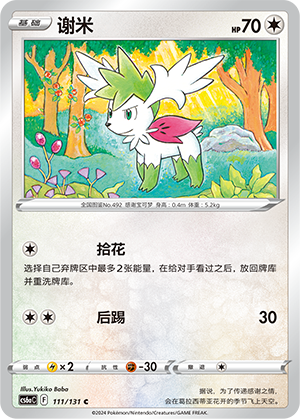 基础
谢米
HP70
全国图鉴No.492 感谢宝可梦 身高：0.4m 体重：5.2kg
拾花
选择自己弃牌区中最多2张能量，在给对手看过之后，放回牌库
并重洗牌库。
后踢 30
弱点 ×2 抵抗力 -30 撤退
Illus.Yukiko Baba
CS6aC F 111/131 C
据说，为了传递感谢之情，
会在葛拉西蒂亚花开的季节飞上天空。
©2024 Pokémon/Nintendo/Creatures/GAME FREAK.